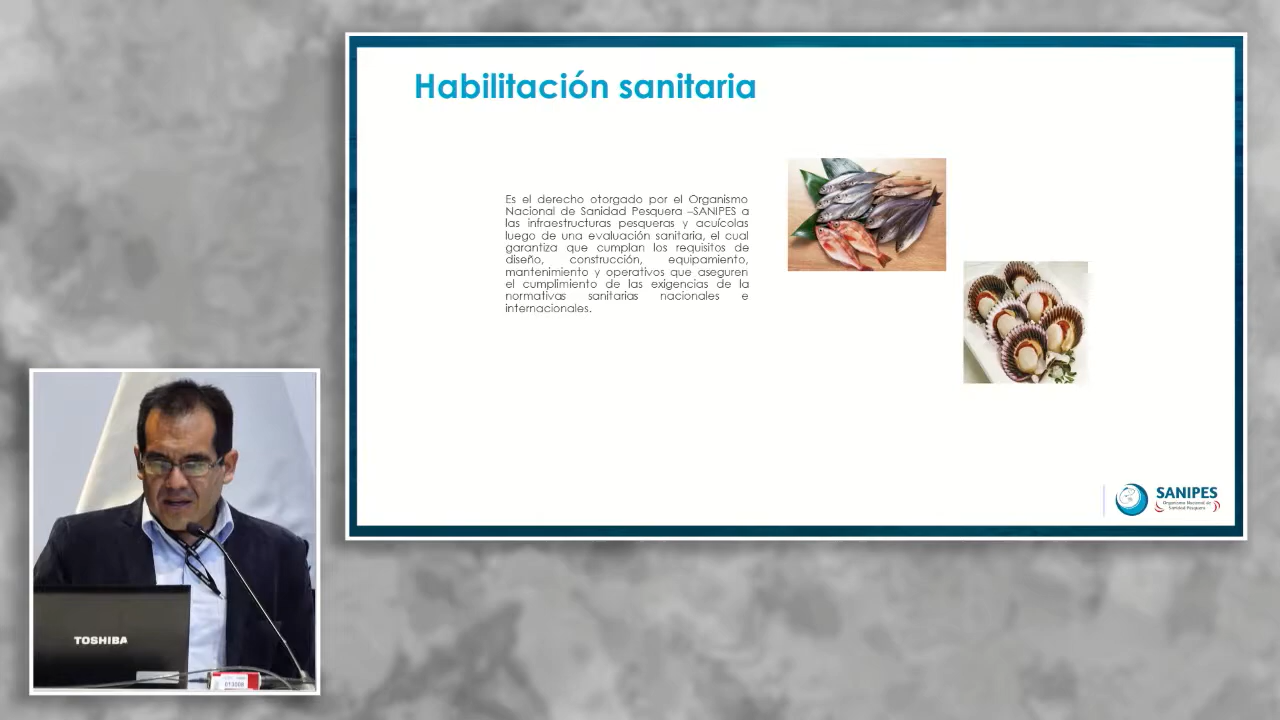 Habilitación sanitaria
Es el derecho otorgado por el Organismo
Nacional de Sanidad Pesquera –SANIPES a
las infraestructuras pesqueras y acuícolas
luego de una evaluación sanitaria, el cual
garantiza que cumplan los requisitos de
diseño, construcción, equipamiento,
mantenimiento y operativos que aseguren
el cumplimiento de las exigencias de la
normativas sanitarias nacionales e
internacionales.
SANIPES
Organismo Nacional de
Sanidad Pesquera
TOSHIBA
013008